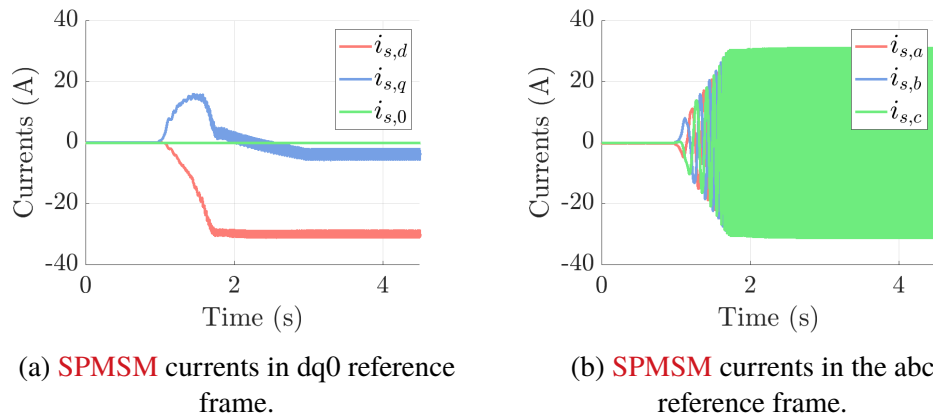 40
20
0
-20
-40
Currents (A)
0
2
4
Time (s)
i_{s,d}
i_{s,q}
i_{s,0}
(a) SPMSM currents in dq0 reference
frame.
40
20
0
-20
-40
Currents (A)
0
2
4
Time (s)
i_{s,a}
i_{s,b}
i_{s,c}
(b) SPMSM currents in the abc
reference frame.